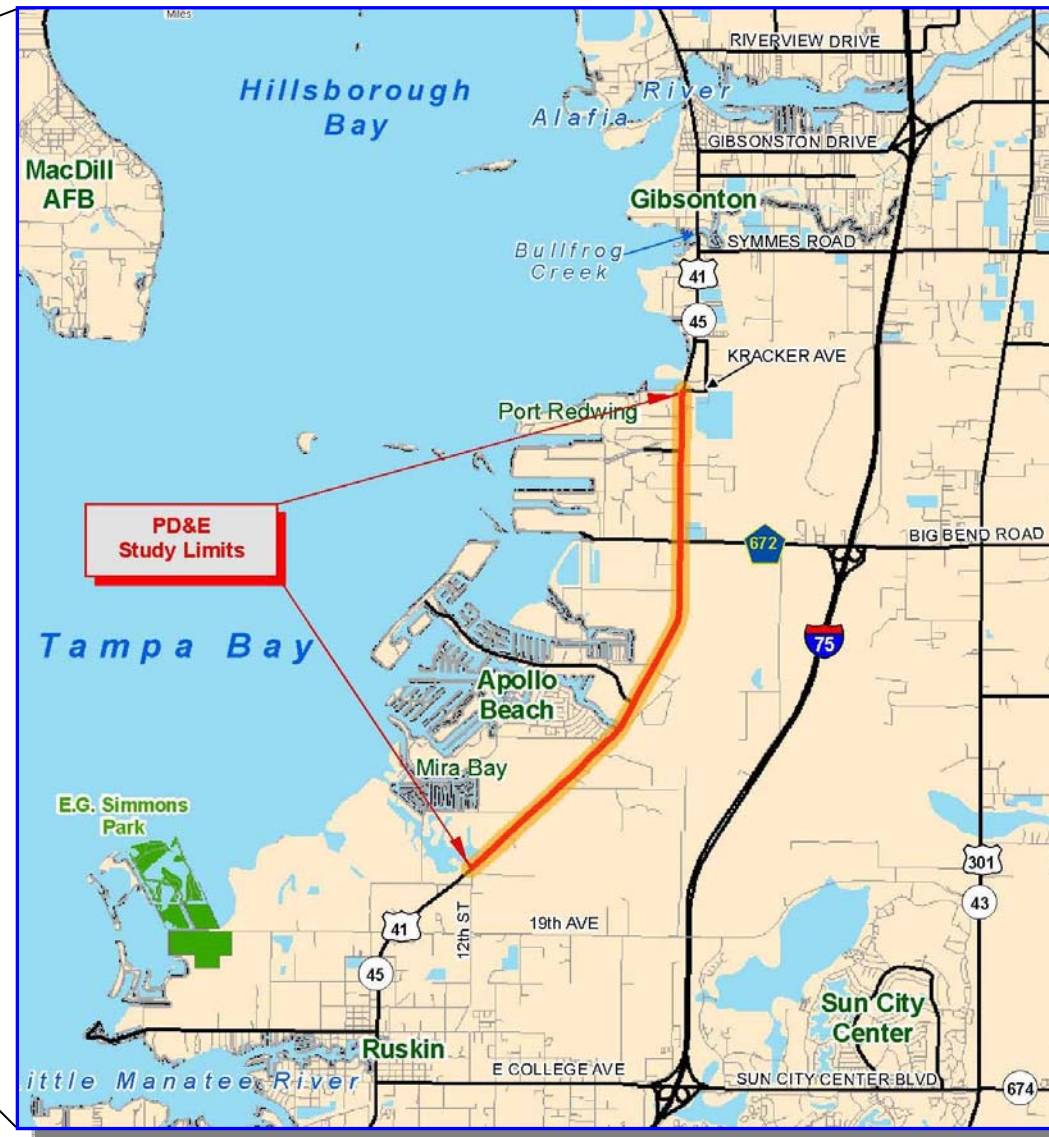 Miles
RIVERVIEW DRIVE
Hillsborough
Bay
River
Alafia
GIBSONSTON DRIVE
MacDill
AFB
Gibsonton
SYMMES ROAD
Bullfrog
Creek
41
45
KRACKER AVE
Port Redwing
PD&E
Study Limits
672
BIG BEND ROAD
75
Tampa Bay
Apollo
Beach
Mira Bay
E.G. Simmons
Park
301
43
41
12th ST
19th AVE
45
Sun City
Center
Ruskin
E COLLEGE AVE
ittle Manatee River
SUN CITY CENTER BLVD
674